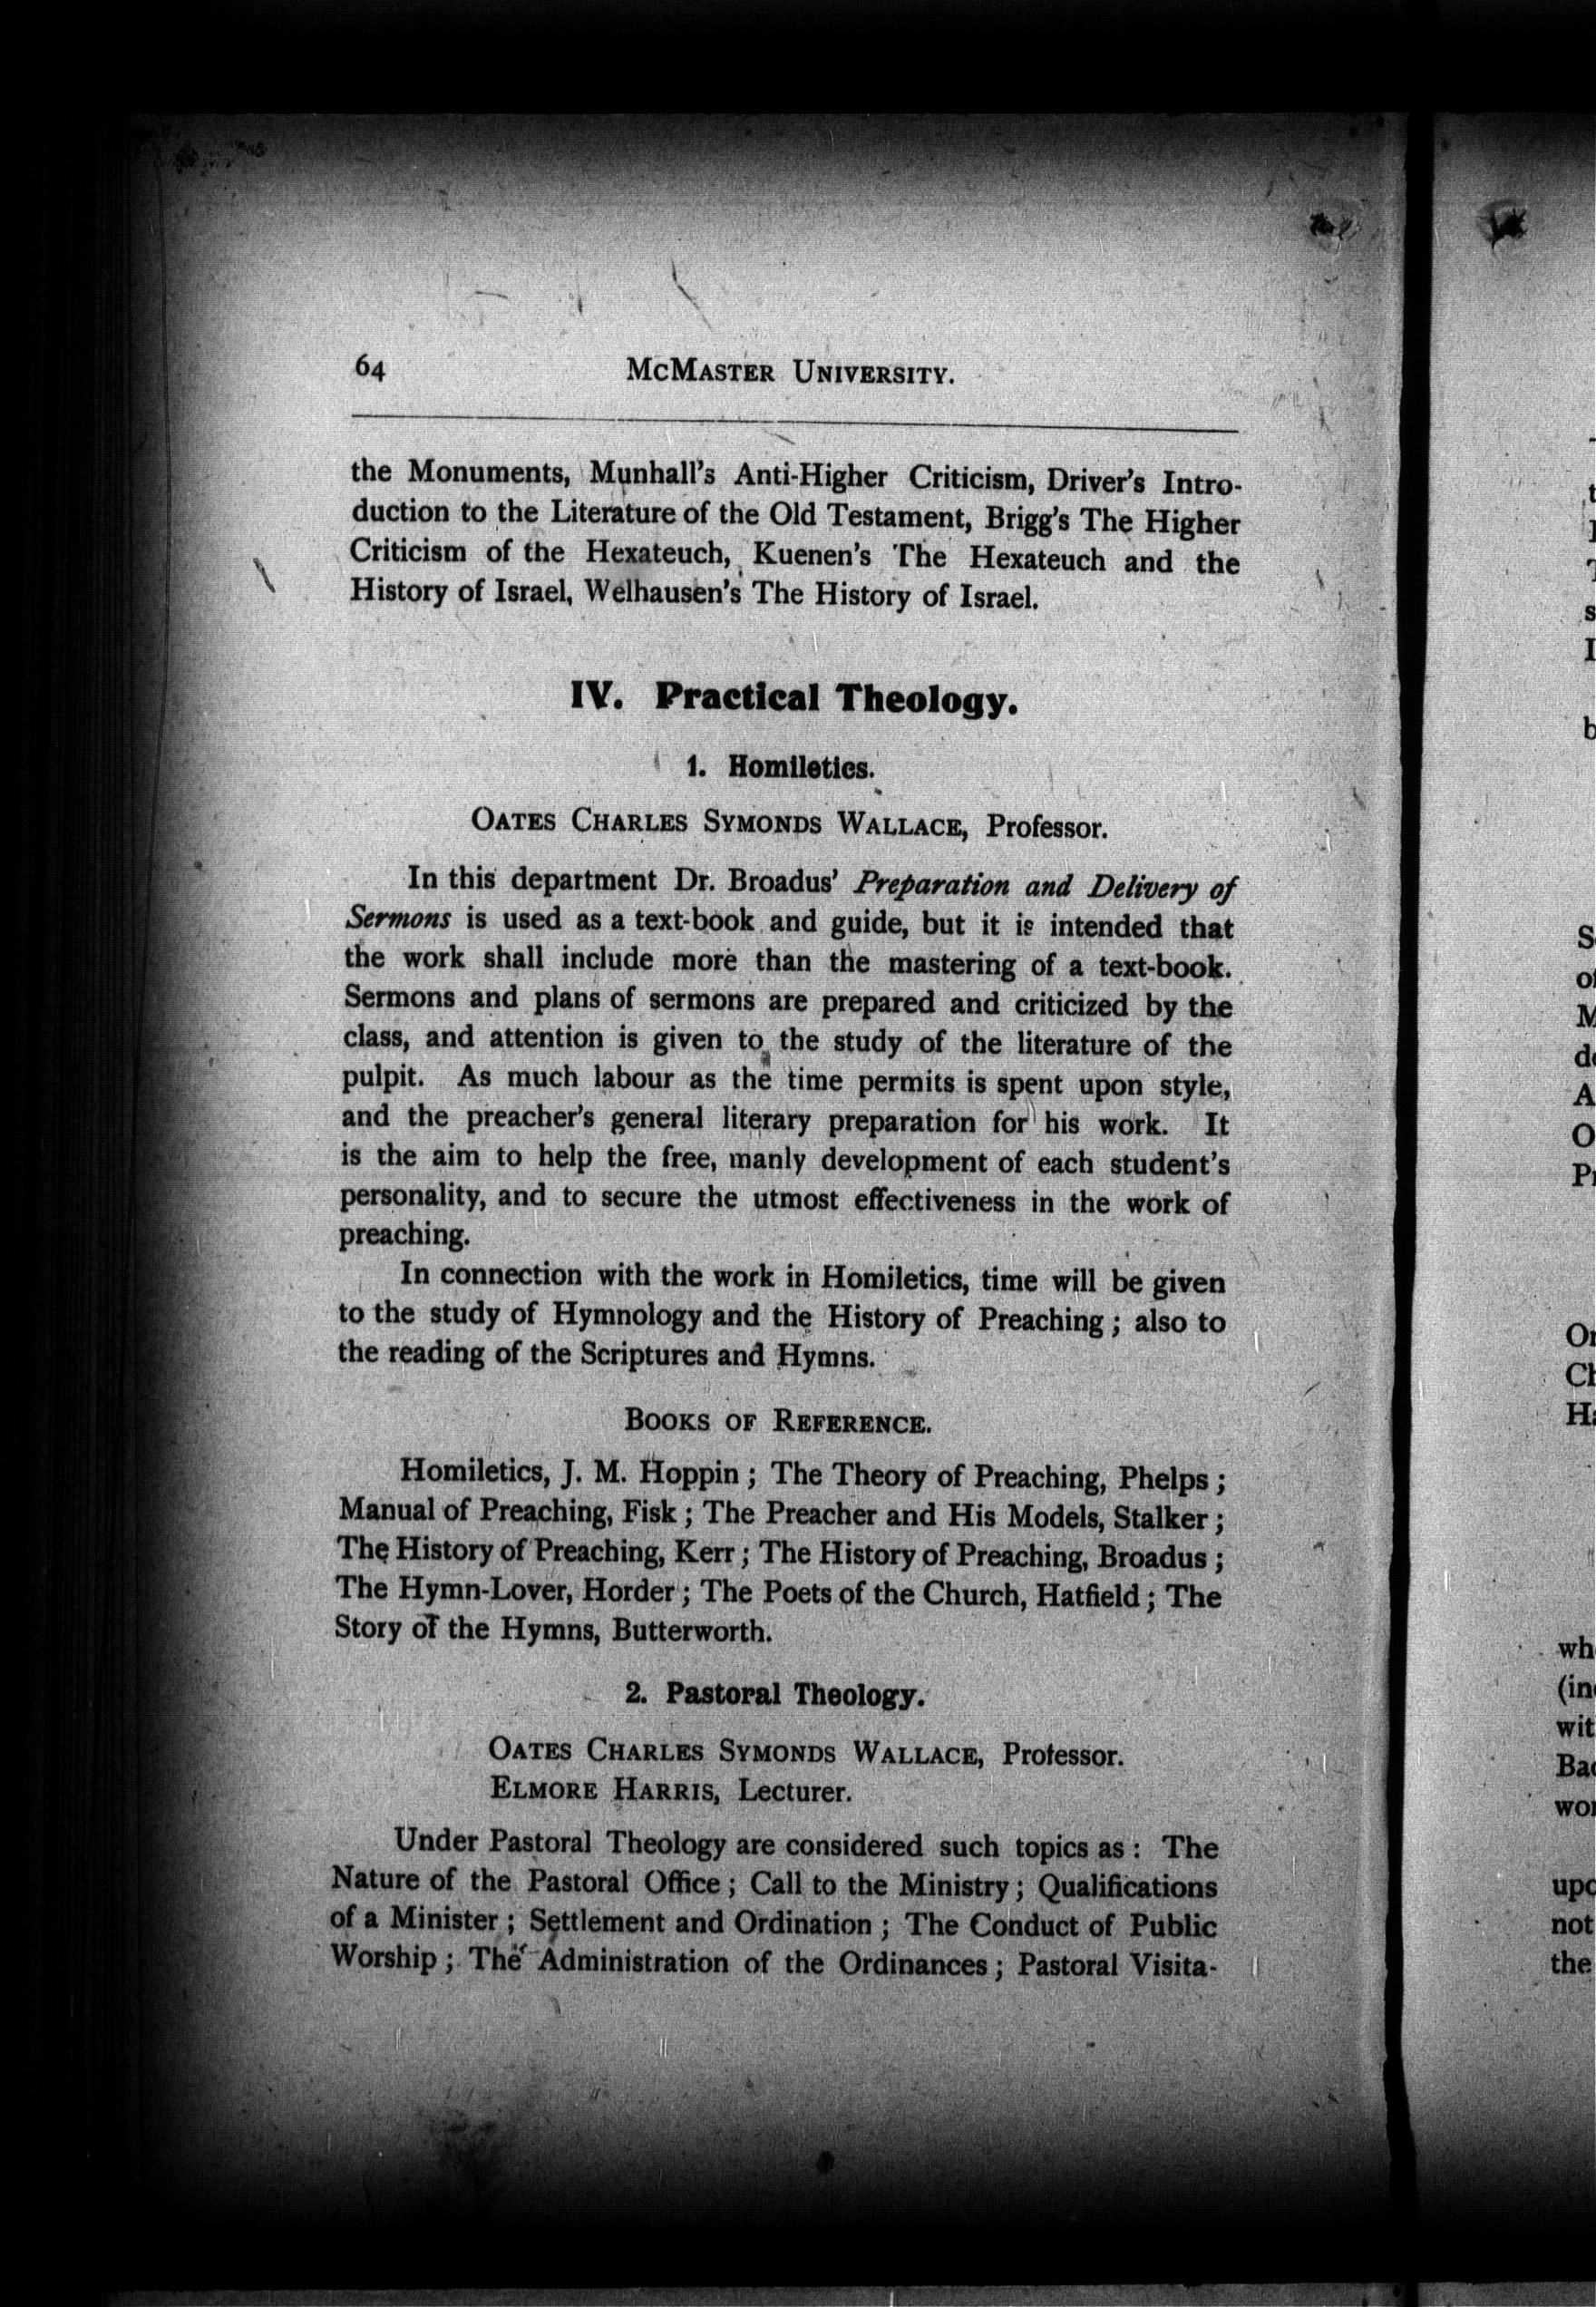 64 McMaster University.
the Monuments, Munhall's Anti-Higher Criticism, Driver's Intro-
duction to the Literature of the Old Testament, Brigg's The Higher
Criticism of the Hexateuch, Kuenen's The Hexateuch and the
History of Israel, Welhausen's The History of Israel.
IV. Practical Theology.
1. Homiletics.
Oates Charles Symonds Wallace, Professor.
In this department Dr. Broadus' Preparation and Delivery of
Sermons is used as a text-book and guide, but it is intended that
the work shall include more than the mastering of a text-book.
Sermons and plans of sermons are prepared and criticized by the
class, and attention is given to the study of the literature of the
pulpit. As much labour as the time permits is spent upon style,
and the preacher's general literary preparation for his work. It
is the aim to help the free, manly development of each student's
personality, and to secure the utmost effectiveness in the work of
preaching.
In connection with the work in Homiletics, time will be given
to the study of Hymnology and the History of Preaching ; also to
the reading of the Scriptures and Hymns.
Books of Reference.
Homiletics, J. M. Hoppin ; The Theory of Preaching, Phelps ;
Manual of Preaching, Fisk ; The Preacher and His Models, Stalker ;
The History of Preaching, Kerr ; The History of Preaching, Broadus ;
The Hymn-Lover, Horder ; The Poets of the Church, Hatfield ; The
Story of the Hymns, Butterworth.
2. Pastoral Theology.
Oates Charles Symonds Wallace, Professor.
Elmore Harris, Lecturer.
Under Pastoral Theology are considered such topics as : The
Nature of the Pastoral Office ; Call to the Ministry ; Qualifications
of a Minister ; Settlement and Ordination ; The Conduct of Public
Worship ; The Administration of the Ordinances ; Pastoral Visita-